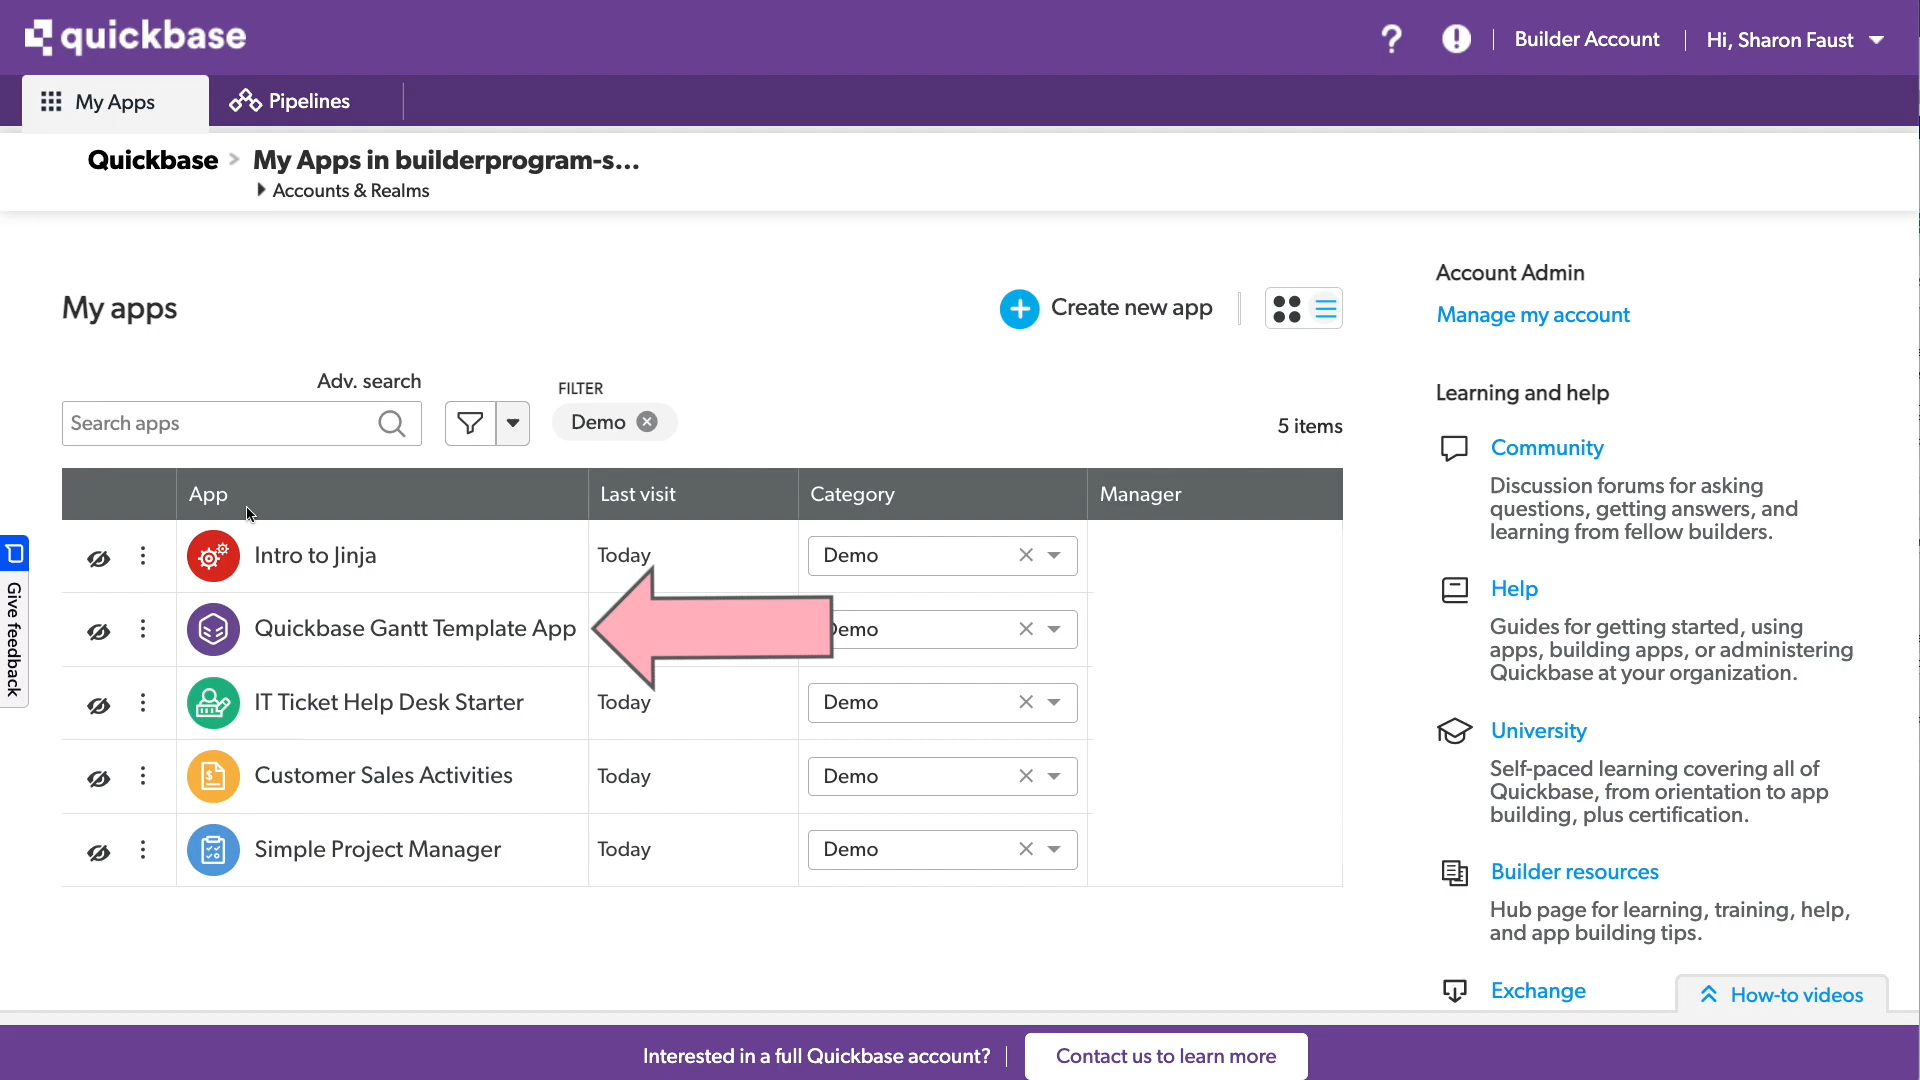 quickbase
Builder Account
Hi, Sharon Faust
My Apps
Pipelines
Quickbase > My Apps in builderprogram-s...
Accounts & Realms
My apps
Create new app
Adv. search
Search apps
FILTER
Demo
5 items
App Last visit Category Manager
Intro to Jinja Today Demo
Quickbase Gantt Template App emo
IT Ticket Help Desk Starter Today Demo
Customer Sales Activities Today Demo
Simple Project Manager Today Demo
Give feedback
Account Admin
Manage my account
Learning and help
Community
Discussion forums for asking
questions, getting answers, and
learning from fellow builders.
Help
Guides for getting started, using
apps, building apps, or administering
Quickbase at your organization.
University
Self-paced learning covering all of
Quickbase, from orientation to app
building, plus certification.
Builder resources
Hub page for learning, training, help,
and app building tips.
Exchange
How-to videos
Interested in a full Quickbase account?
Contact us to learn more